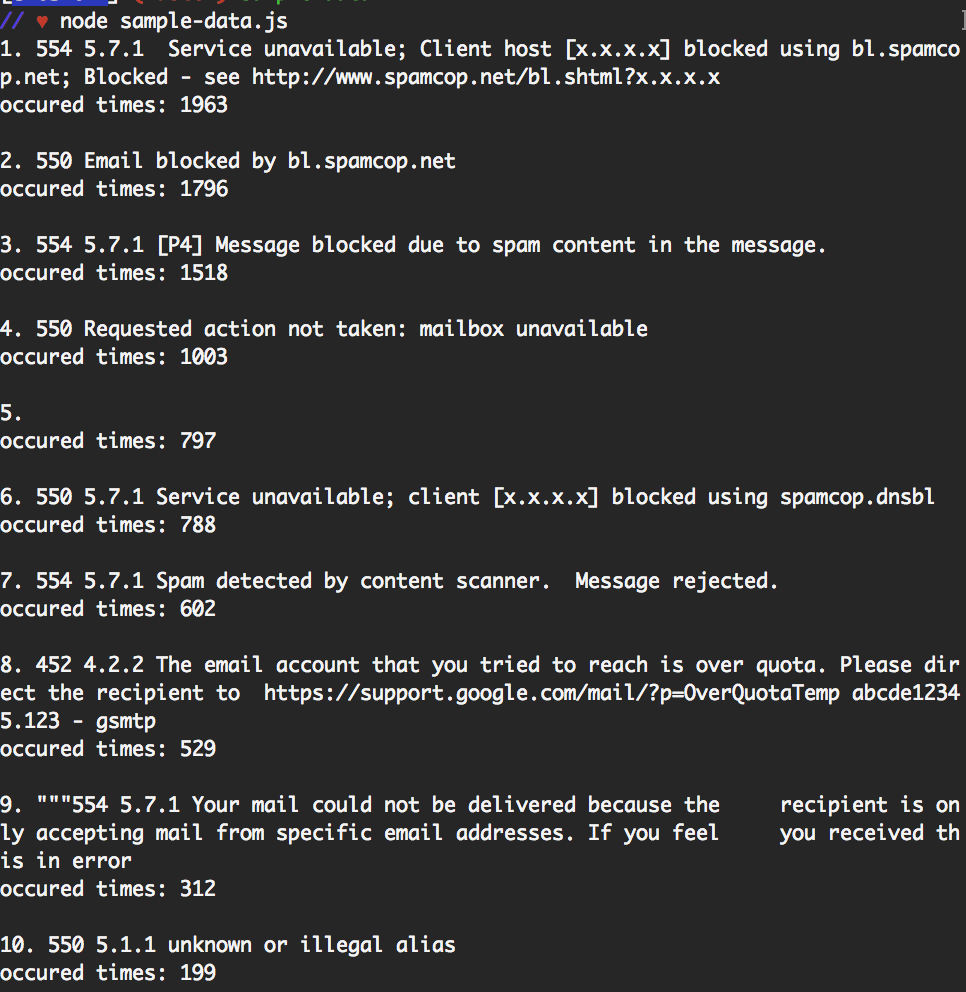 // ♥ node sample-data.js
1. 554 5.7.1  Service unavailable; Client host [x.x.x.x] blocked using bl.spamco
p.net; Blocked - see http://www.spamcop.net/bl.shtml?x.x.x.x
occured times: 1963

2. 550 Email blocked by bl.spamcop.net
occured times: 1796

3. 554 5.7.1 [P4] Message blocked due to spam content in the message.
occured times: 1518

4. 550 Requested action not taken: mailbox unavailable
occured times: 1003

5.
occured times: 797

6. 550 5.7.1 Service unavailable; client [x.x.x.x] blocked using spamcop.dnsbl
occured times: 788

7. 554 5.7.1 Spam detected by content scanner.  Message rejected.
occured times: 602

8. 452 4.2.2 The email account that you tried to reach is over quota. Please dir
ect the recipient to  https://support.google.com/mail/?p=OverQuotaTemp abcde1234
5.123 - gsmtp
occured times: 529

9. """554 5.7.1 Your mail could not be delivered because the     recipient is on
ly accepting mail from specific email addresses. If you feel     you received th
is in error
occured times: 312

10. 550 5.1.1 unknown or illegal alias
occured times: 199